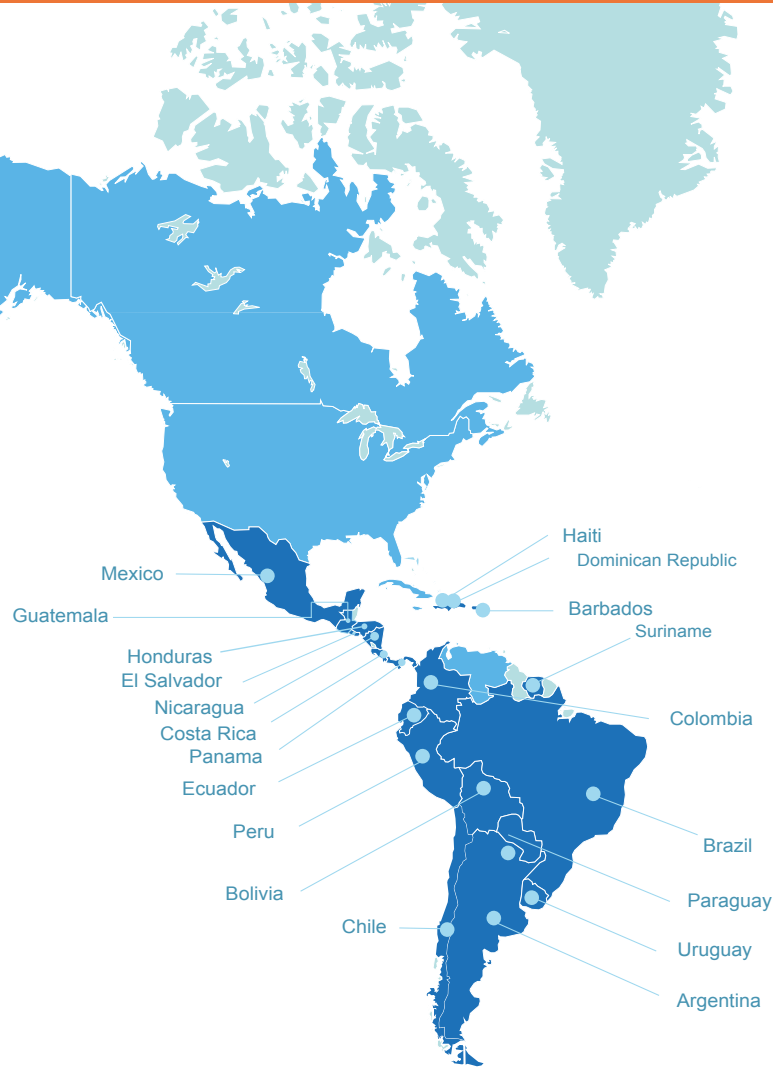 Haiti
Dominican Republic
Mexico
Barbados
Guatemala
Suriname
Honduras
El Salvador
Nicaragua
Colombia
Costa Rica
Panama
Ecuador
Peru
Brazil
Bolivia
Paraguay
Chile
Uruguay
Argentina